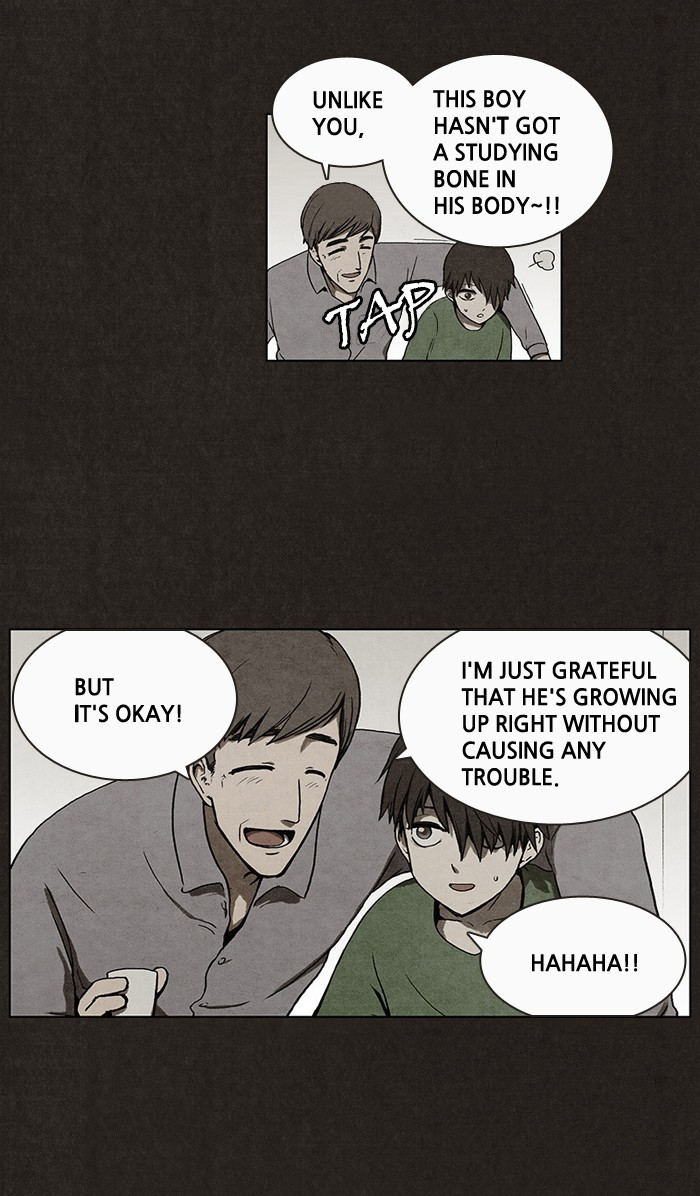 UNLIKE
YOU,
THIS BOY
HASN'T GOT
A STUDYING
BONE IN
HIS BODY~!!
TAP
BUT
IT'S OKAY!
I'M JUST GRATEFUL
THAT HE'S GROWING
UP RIGHT WITHOUT
CAUSING ANY
TROUBLE.
HAHAHA!!